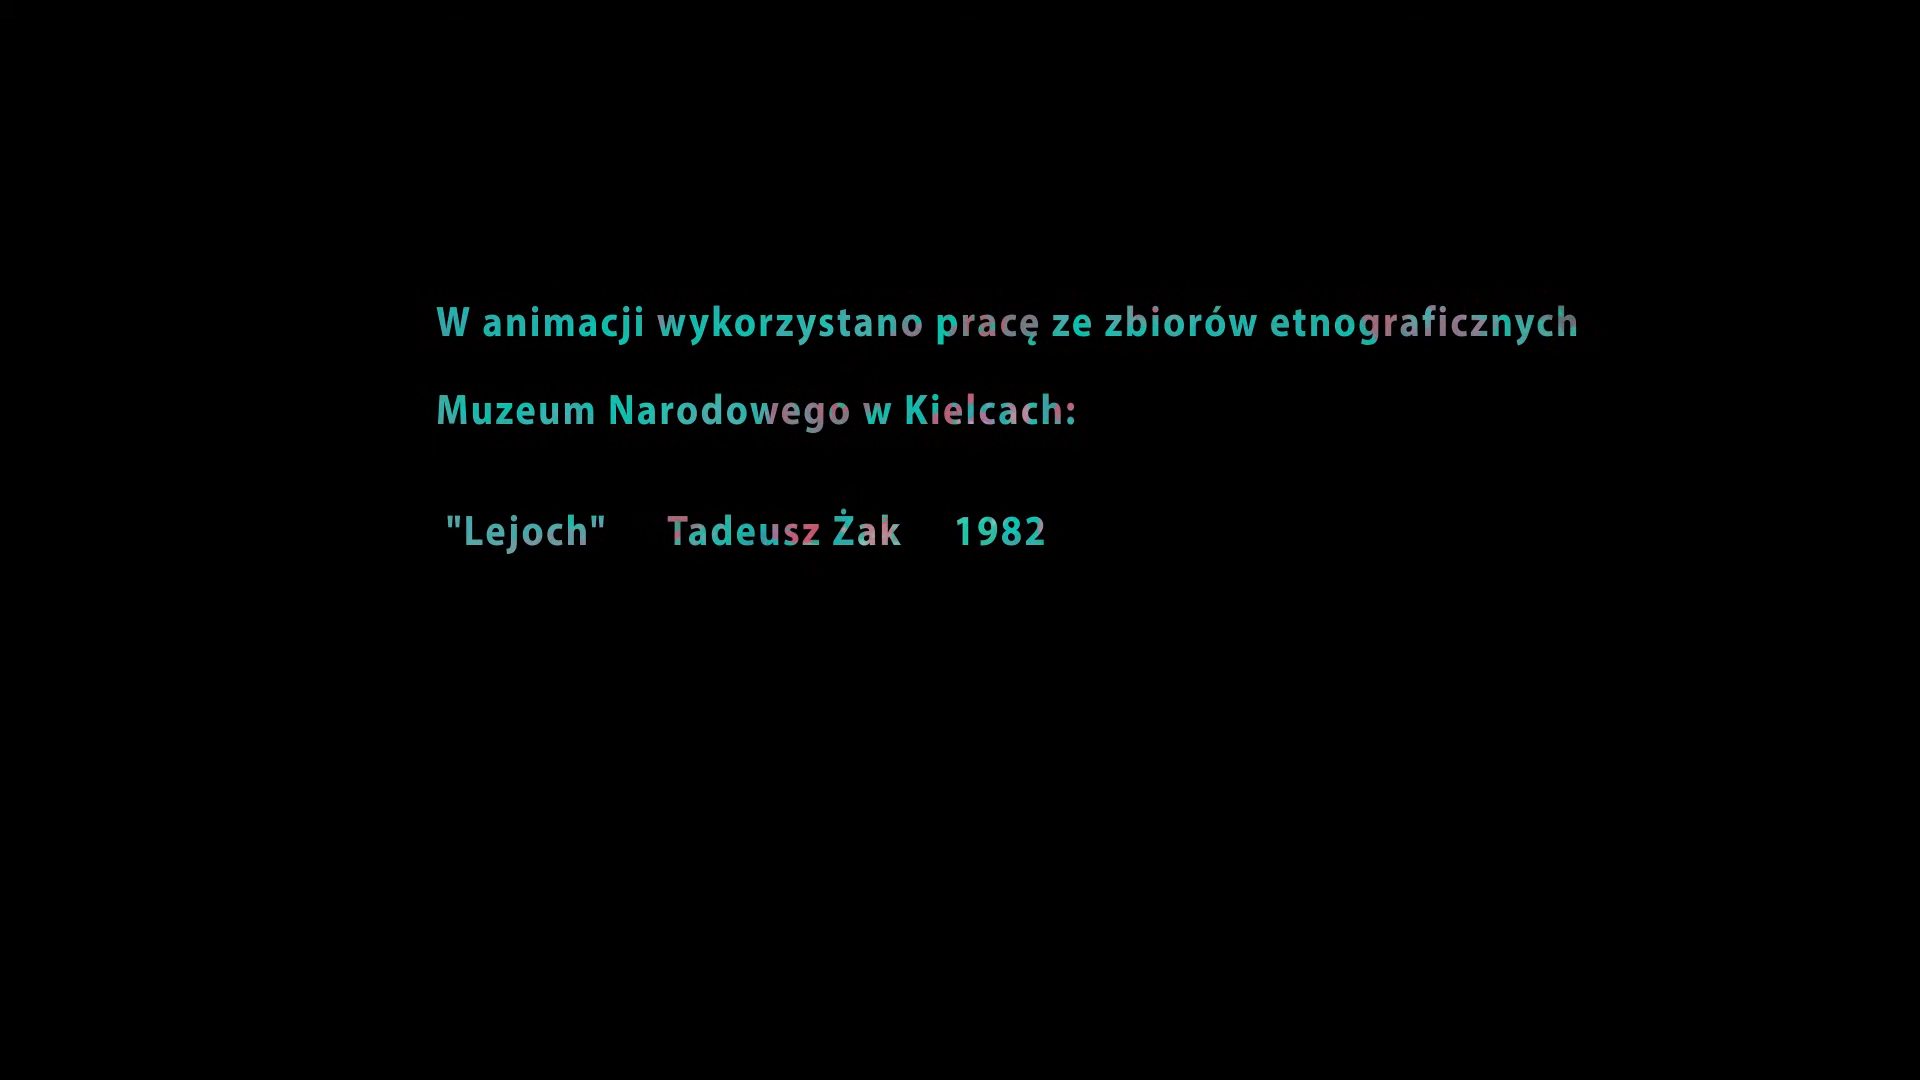 W animacji wykorzystano pracę ze zbiorów etnograficznych
Muzeum Narodowego w Kielcach:
"Lejoch" Tadeusz Żak 1982